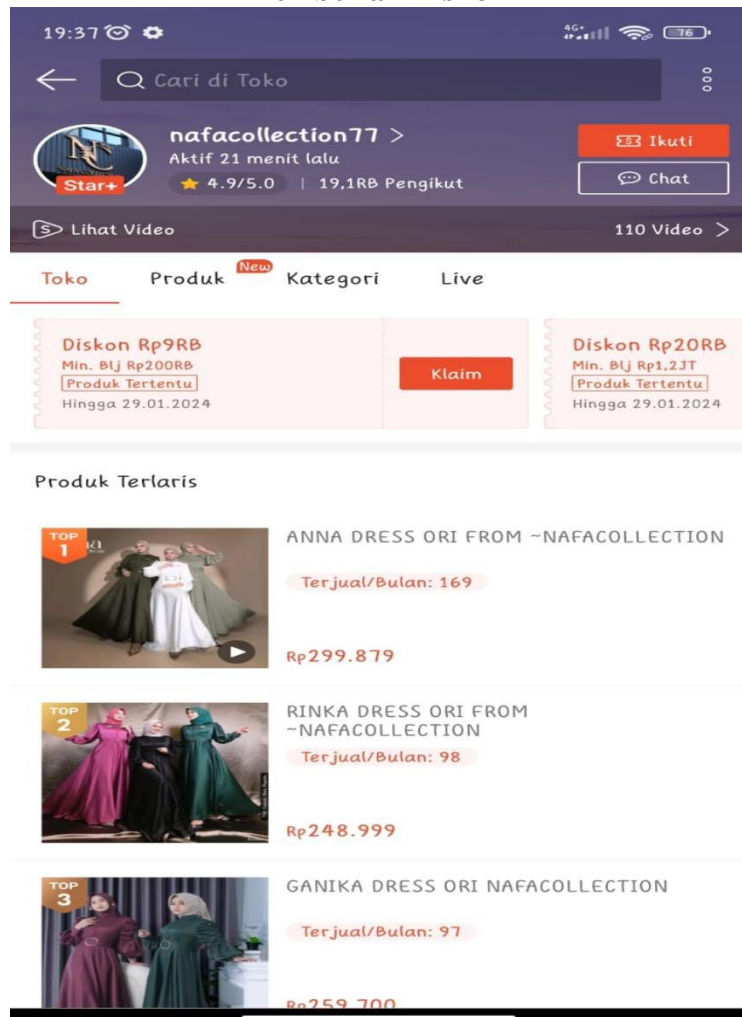 19:37
4G+
76
Cari di Toko
nafacollection77 >
Aktif 21 menit lalu
Star+
4.9/5.0 | 19,1RB Pengikut
Ikuti
Chat
Lihat Video
110 Video >
Toko Produk New Kategori Live
Diskon Rp9RB
Min. Blj Rp200RB
Produk Tertentu
Hingga 29.01.2024
Klaim
Diskon Rp20RB
Min. Blj Rp1,2JT
Produk Tertentu
Hingga 29.01.2024
Produk Terlaris
TOP
1
ANNA DRESS ORI FROM ~NAFACOLLECTION
Terjual/Bulan: 169
Rp299.879
TOP
2
RINKA DRESS ORI FROM
~NAFACOLLECTION
Terjual/Bulan: 98
Rp248.999
TOP
3
GANIKA DRESS ORI NAFACOLLECTION
Terjual/Bulan: 97
Rp259.700